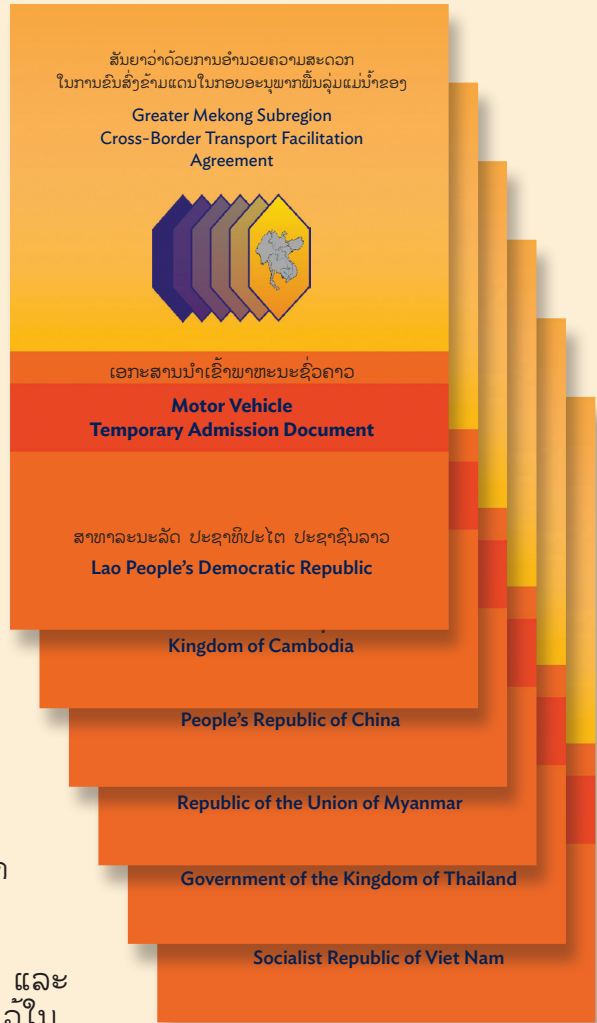 ສັນຍາວ່າດ້ວຍການອຳນວຍຄວາມສະດວກ
ໃນການຂົນສົ່ງຂ້າມແດນໃນກອບອະນຸພາກພື້ນລຸ່ມແມ່ນ້ຳຂອງ
Greater Mekong Subregion
Cross-Border Transport Facilitation
Agreement
ເອກະສານນຳເຂົ້າພາຫະນະຊົ່ວຄາວ
Motor Vehicle
Temporary Admission Document
ສາທາລະນະລັດ ປະຊາທິປະໄຕ ປະຊາຊົນລາວ
Lao People's Democratic Republic
Kingdom of Cambodia
People's Republic of China
Republic of the Union of Myanmar
Government of the Kingdom of Thailand
Socialist Republic of Viet Nam
ແລະ